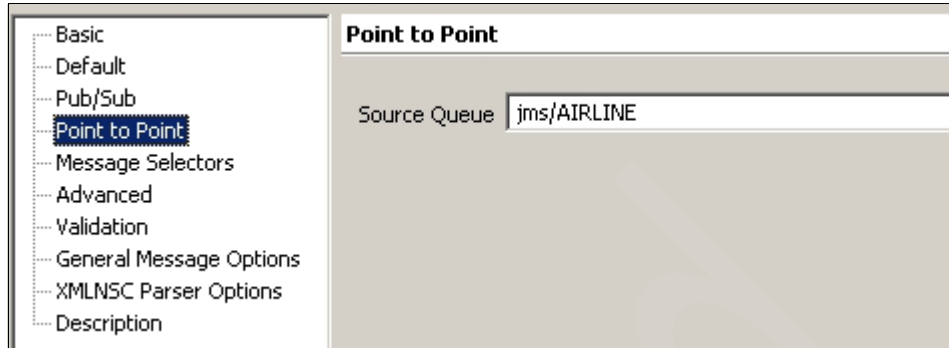 Basic
Default
Pub/Sub
Point to Point
Message Selectors
Advanced
Validation
General Message Options
XMLNSC Parser Options
Description
Point to Point
Source Queue jms/AIRLINE